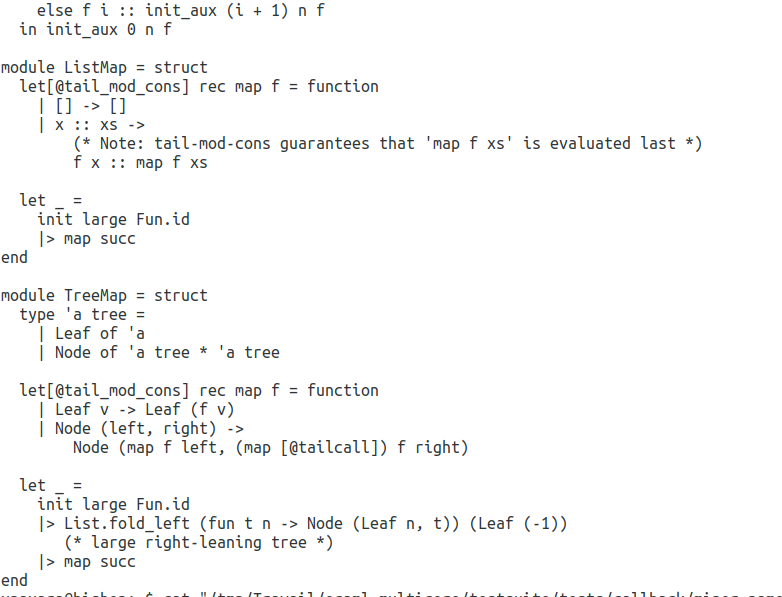 else f i :: init_aux (i + 1) n f
  in init_aux 0 n f

module ListMap = struct
  let[@tail_mod_cons] rec map f = function
    | [] -> []
    | x :: xs ->
        (* Note: tail-mod-cons guarantees that 'map f xs' is evaluated last *)
        f x :: map f xs

  let _ =
    init large Fun.id
    |> map succ
end

module TreeMap = struct
  type 'a tree =
    | Leaf of 'a
    | Node of 'a tree * 'a tree

  let[@tail_mod_cons] rec map f = function
    | Leaf v -> Leaf (f v)
    | Node (left, right) ->
        Node (map f left, (map [@tailcall]) f right)

  let _ =
    init large Fun.id
    |> List.fold_left (fun t n -> Node (Leaf n, t)) (Leaf (-1))
       (* large right-leaning tree *)
    |> map succ
end